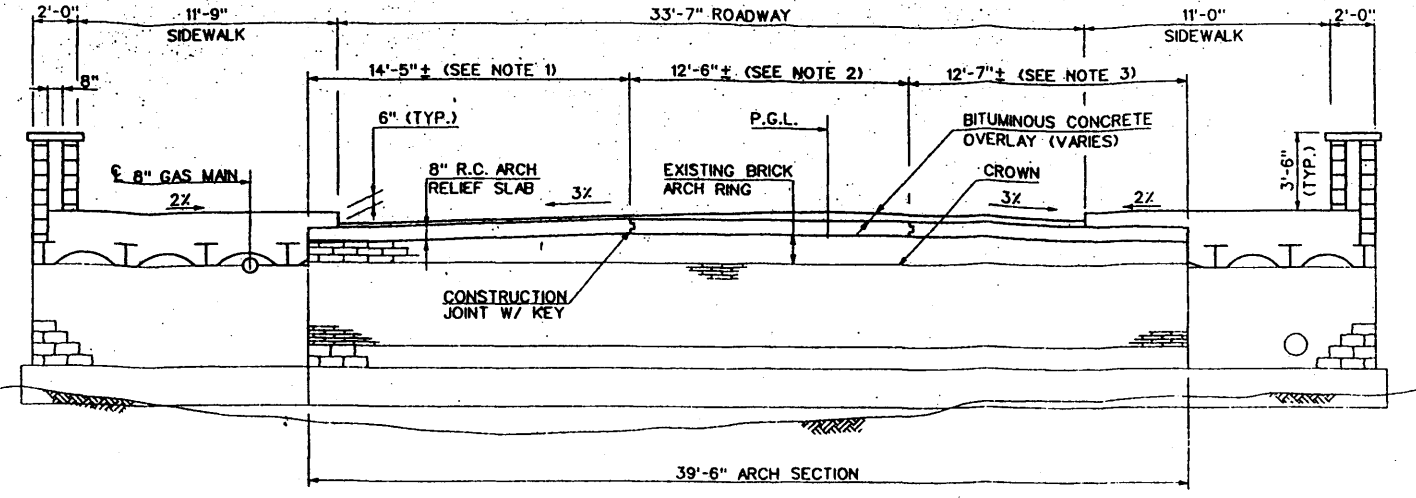 2'-0" 11'-9" 33'-7" ROADWAY 11'-0" 2'-0"
SIDEWALK SIDEWALK
14'-5"± (SEE NOTE 1) 12'-6"± (SEE NOTE 2) 12'-7"± (SEE NOTE 3)
8"
6" (TYP.)
P.G.L.
BITUMINOUS CONCRETE
OVERLAY (VARIES)
℄ 8" GAS MAIN
8" R.C. ARCH
RELIEF SLAB
EXISTING BRICK
ARCH RING
CROWN
3'-6"
(TYP.)
2% 3% 3% 2%
CONSTRUCTION
JOINT W/ KEY
39'-6" ARCH SECTION